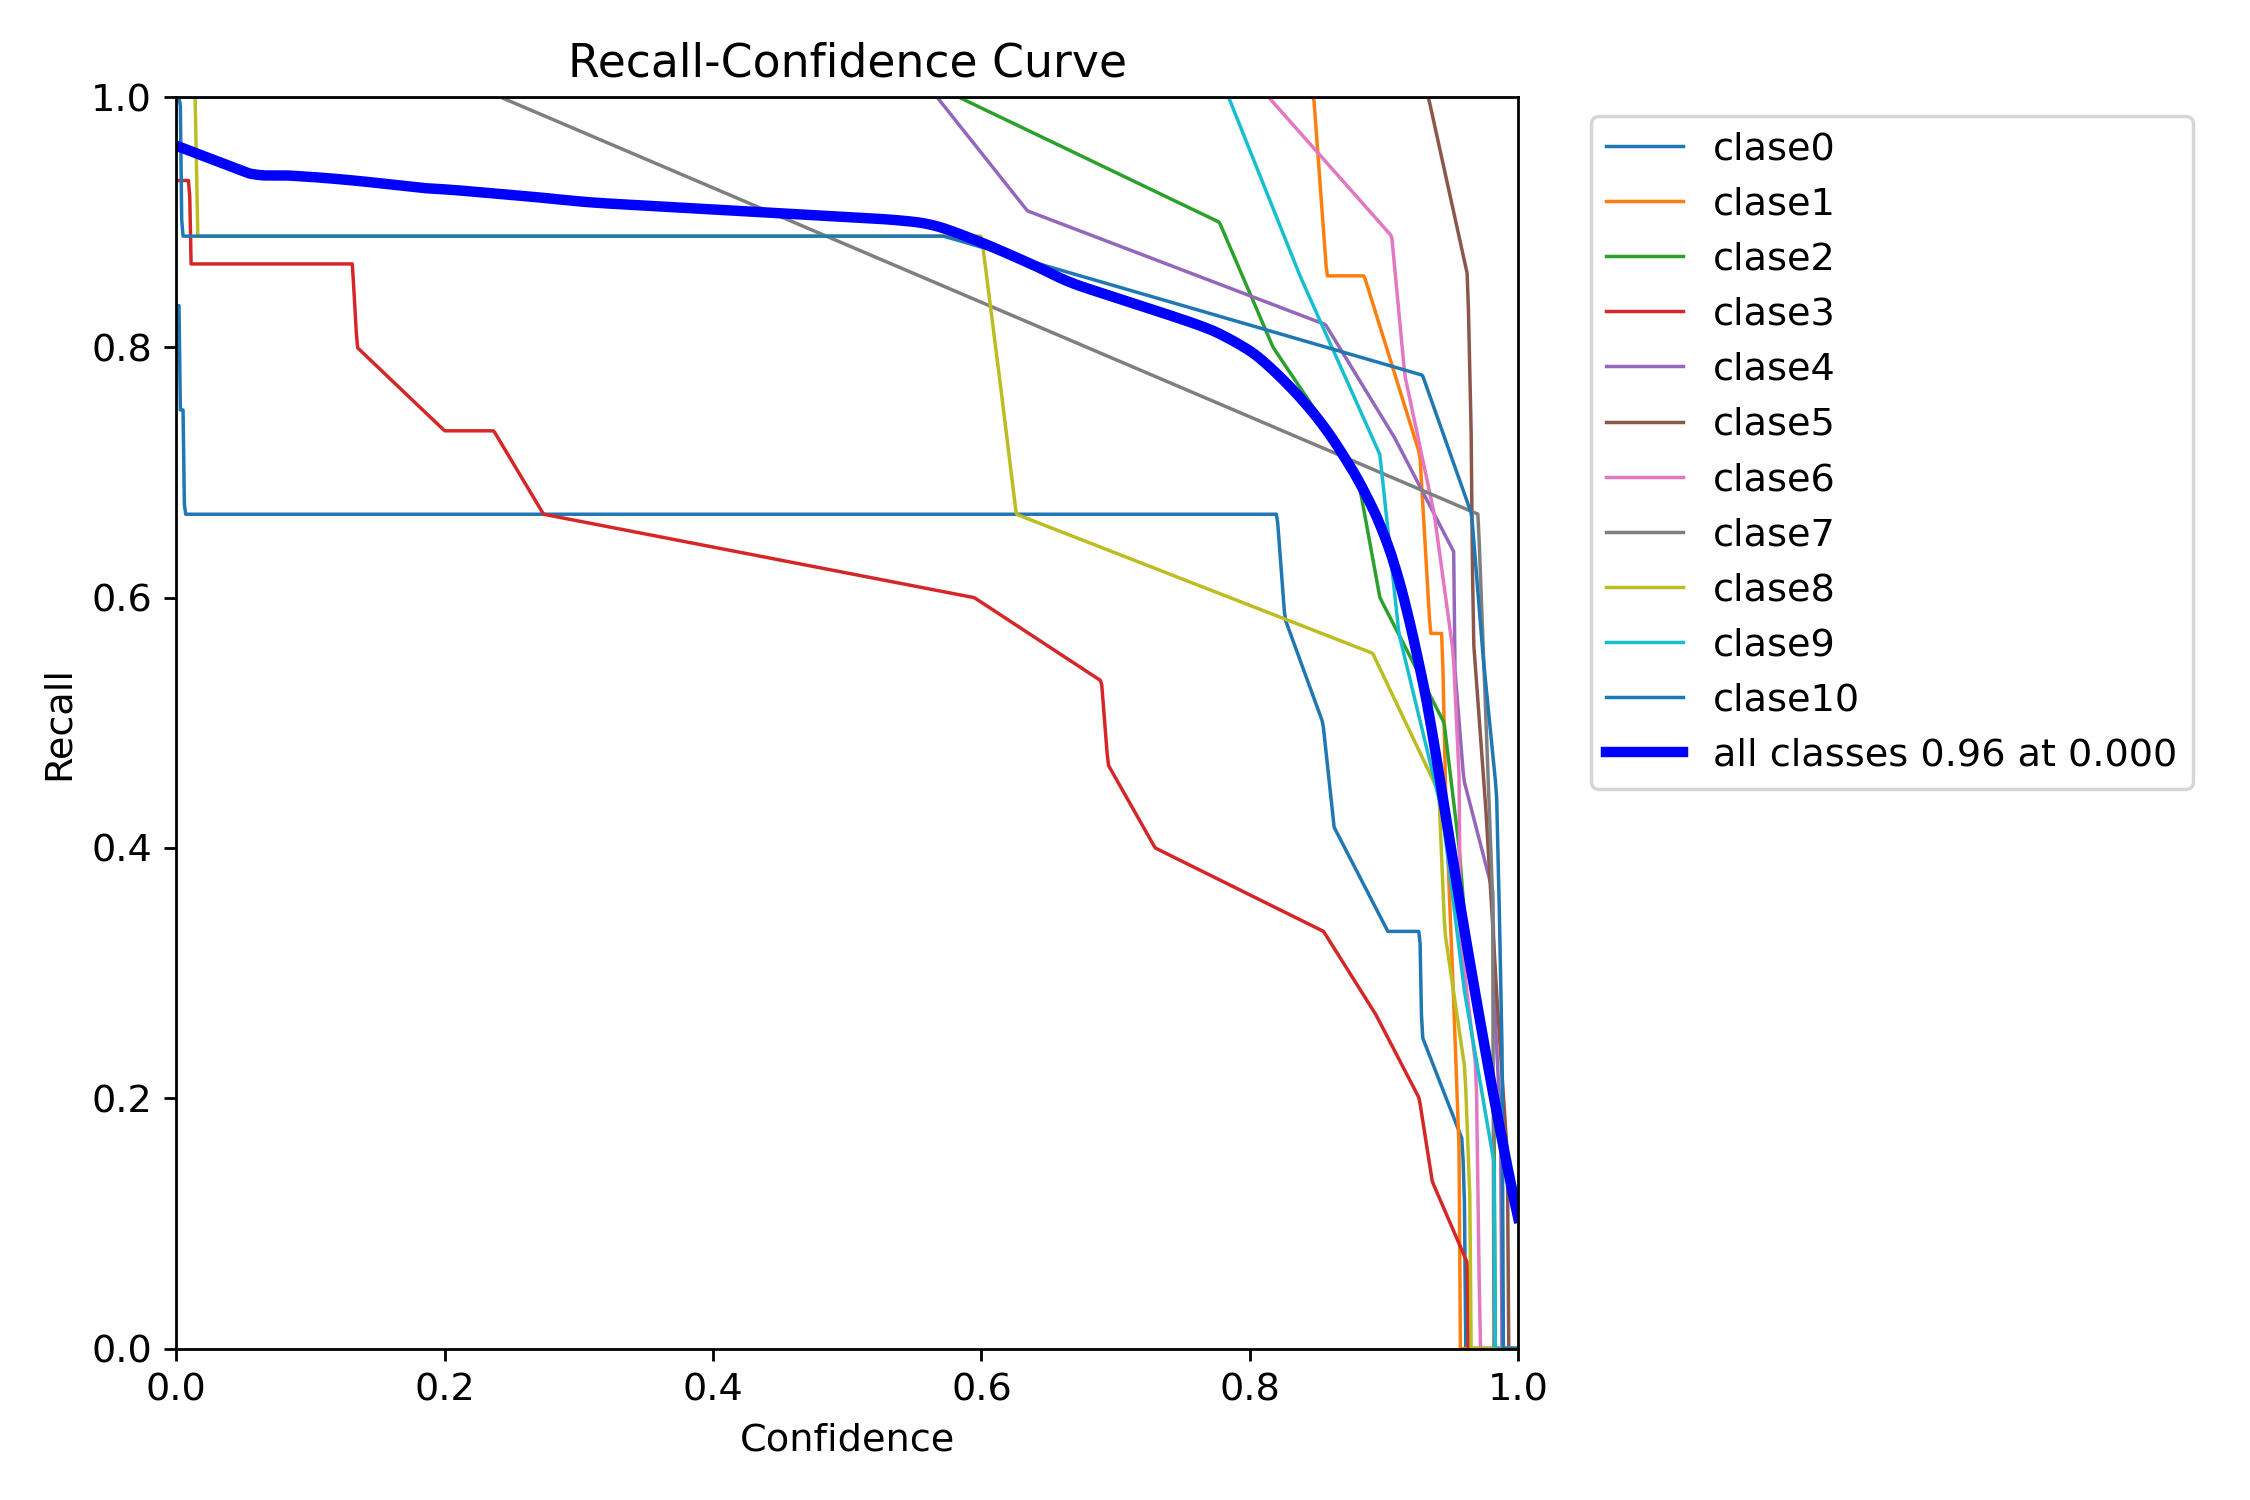 Recall-Confidence Curve
1.0
0.8
0.6
0.4
0.2
0.0
Recall
0.0 0.2 0.4 0.6 0.8 1.0
Confidence
clase0
clase1
clase2
clase3
clase4
clase5
clase6
clase7
clase8
clase9
clase10
all classes 0.96 at 0.000